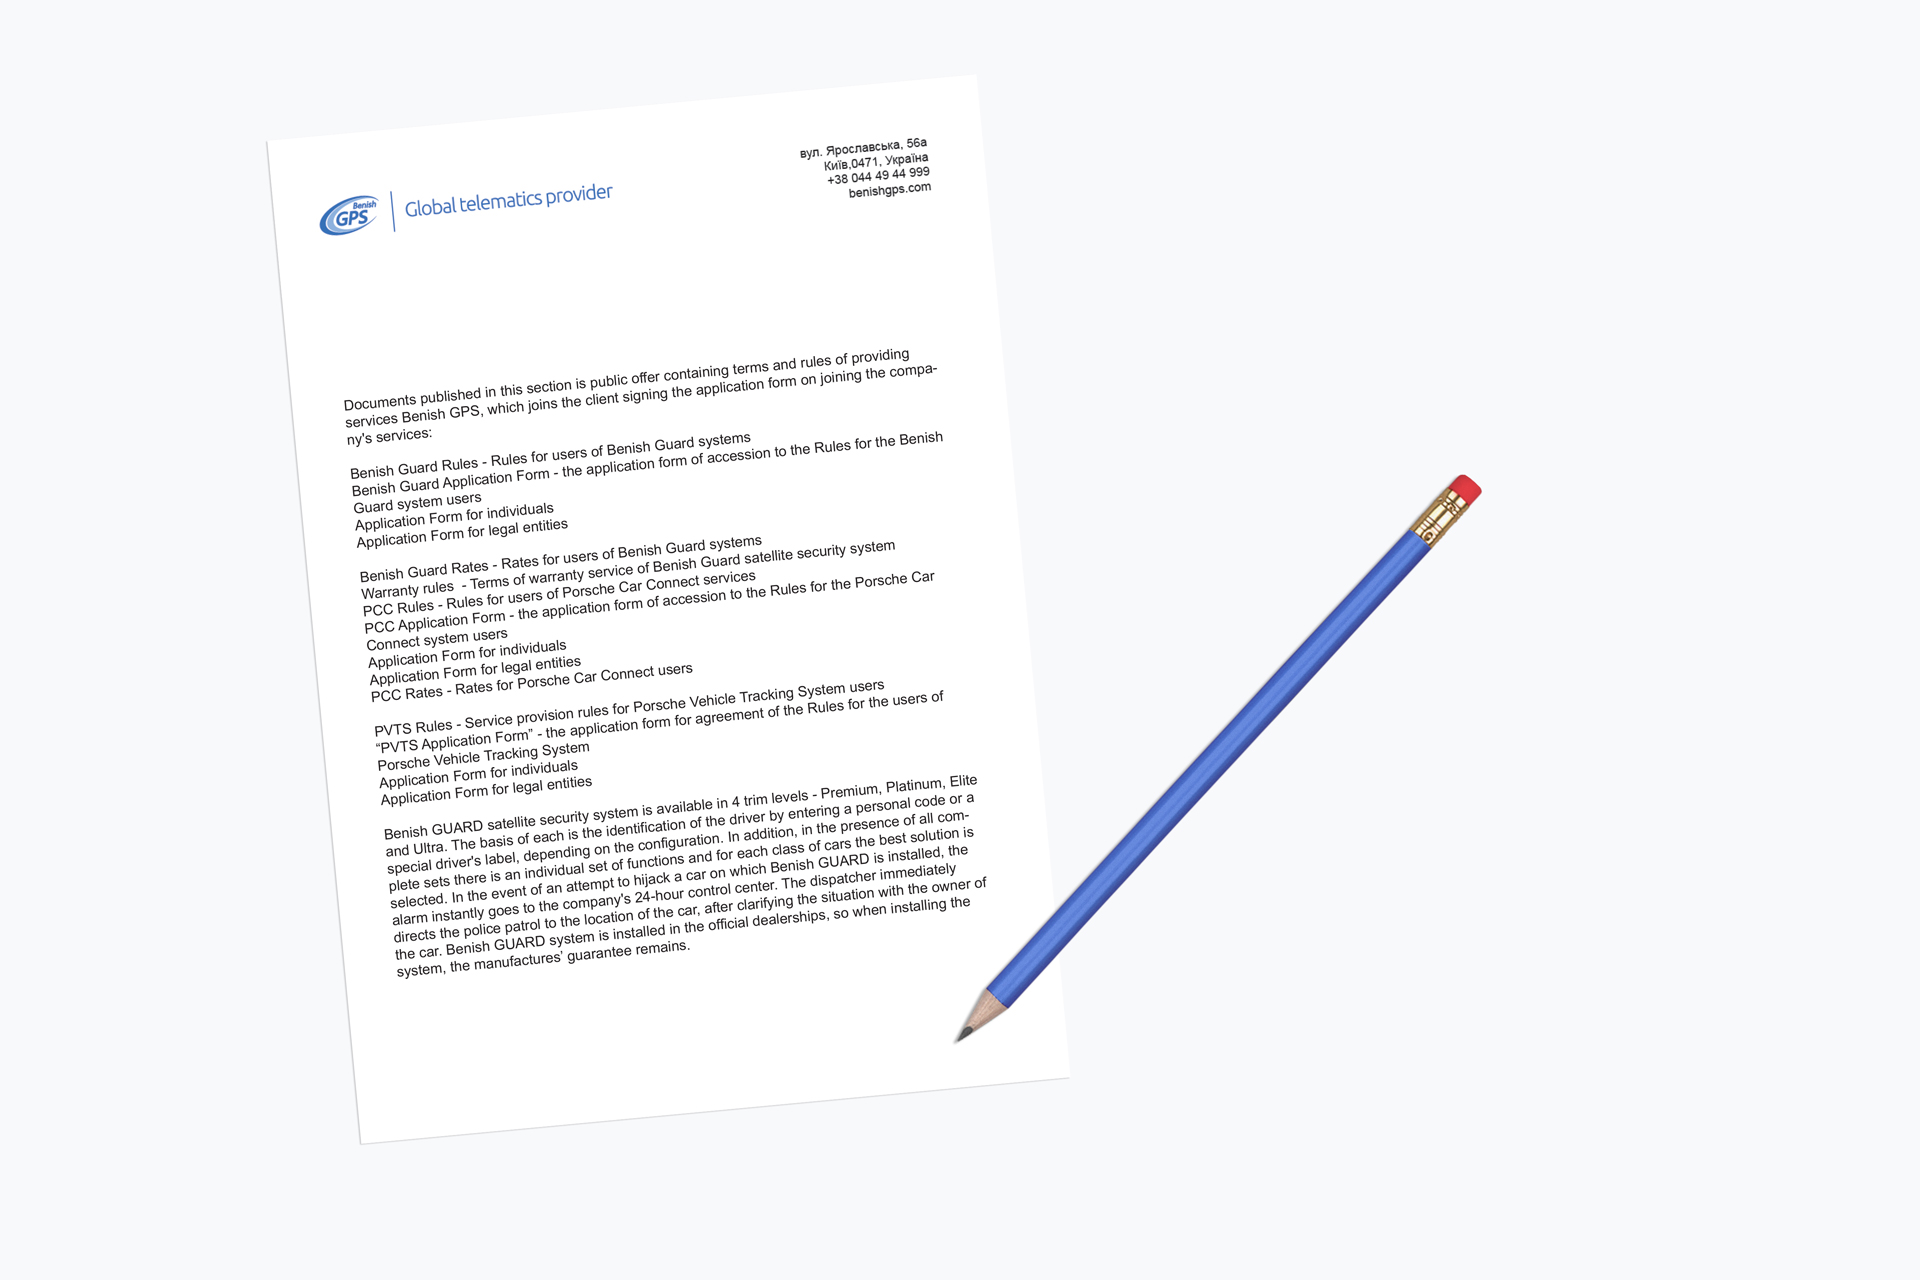 вул. Ярославська, 56а
Київ,0471, Україна
+38 044 49 44 999
benishgps.com
Benish
GPS
Global telematics provider
Documents published in this section is public offer containing terms and rules of providing
services Benish GPS, which joins the client signing the application form on joining the compa-
ny's services:
Benish Guard Rules - Rules for users of Benish Guard systems
Benish Guard Application Form - the application form of accession to the Rules for the Benish
Guard system users
Application Form for individuals
Application Form for legal entities
Benish Guard Rates - Rates for users of Benish Guard systems
Warranty rules  - Terms of warranty service of Benish Guard satellite security system
PCC Rules - Rules for users of Porsche Car Connect services
PCC Application Form - the application form of accession to the Rules for the Porsche Car
Connect system users
Application Form for individuals
Application Form for legal entities
PCC Rates - Rates for Porsche Car Connect users
PVTS Rules - Service provision rules for Porsche Vehicle Tracking System users
“PVTS Application Form” - the application form for agreement of the Rules for the users of
Porsche Vehicle Tracking System
Application Form for individuals
Application Form for legal entities
Benish GUARD satellite security system is available in 4 trim levels - Premium, Platinum, Elite
and Ultra. The basis of each is the identification of the driver by entering a personal code or a
special driver's label, depending on the configuration. In addition, in the presence of all com-
plete sets there is an individual set of functions and for each class of cars the best solution is
selected. In the event of an attempt to hijack a car on which Benish GUARD is installed, the
alarm instantly goes to the company's 24-hour control center. The dispatcher immediately
directs the police patrol to the location of the car, after clarifying the situation with the owner of
the car. Benish GUARD system is installed in the official dealerships, so when installing the
system, the manufactures’ guarantee remains.